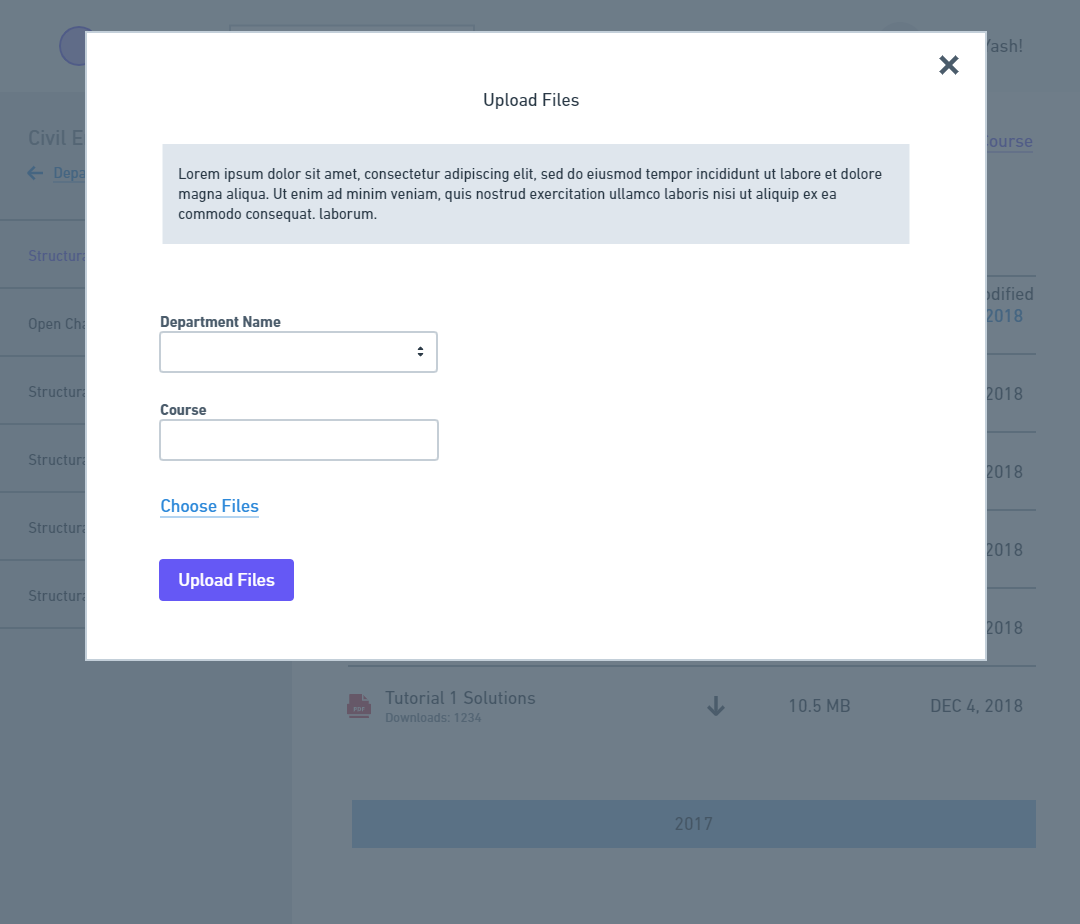 Yash!
Upload Files
Civil E
Course
Depa
Lorem ipsum dolor sit amet, consectetur adipiscing elit, sed do eiusmod tempor incididunt ut labore et dolore
magna aliqua. Ut enim ad minim veniam, quis nostrud exercitation ullamco laboris nisi ut aliquip ex ea
commodo consequat. laborum.
Structura
odified
2018
Department Name
Open Cha
Structura
2018
Course
Structura
2018
Choose Files
Structura
2018
Upload Files
Structura
2018
Tutorial 1 Solutions
Downloads: 1234
PDF
10.5 MB
DEC 4, 2018
2017